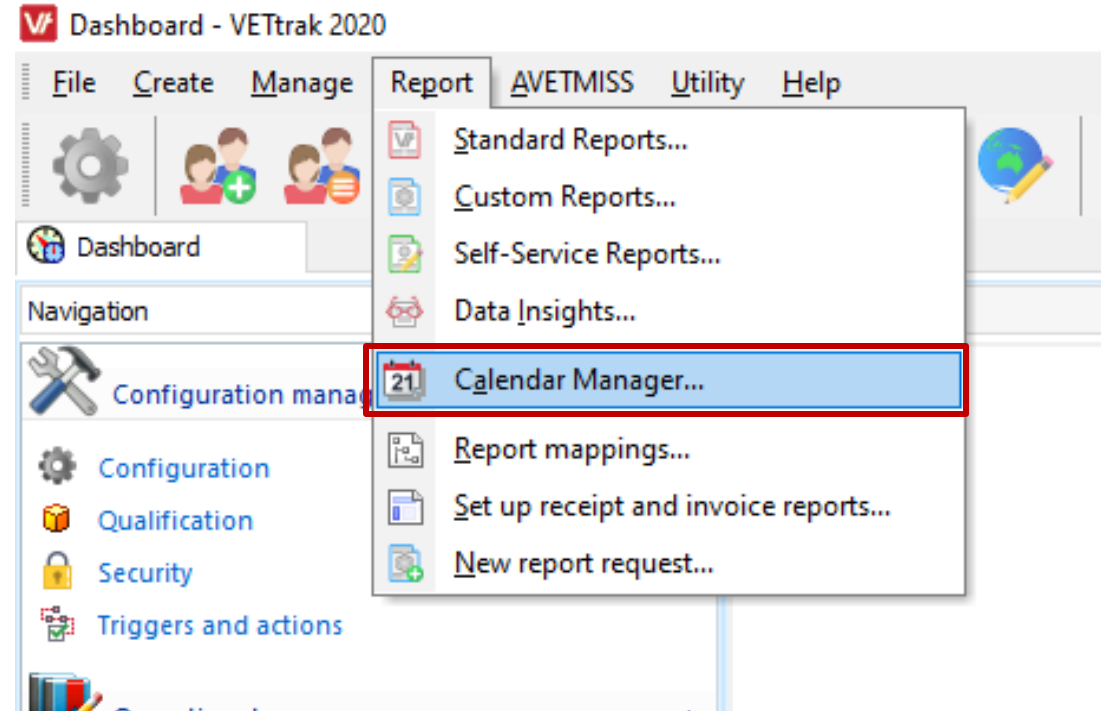 Dashboard - VETtrak 2020
File Create Manage Report AVETMISS Utility Help
Standard Reports...
Custom Reports...
Self-Service Reports...
Data Insights...
21 Calendar Manager...
Report mappings...
Set up receipt and invoice reports...
New report request...
Dashboard
Navigation
Configuration manag
Configuration
Qualification
Security
Triggers and actions